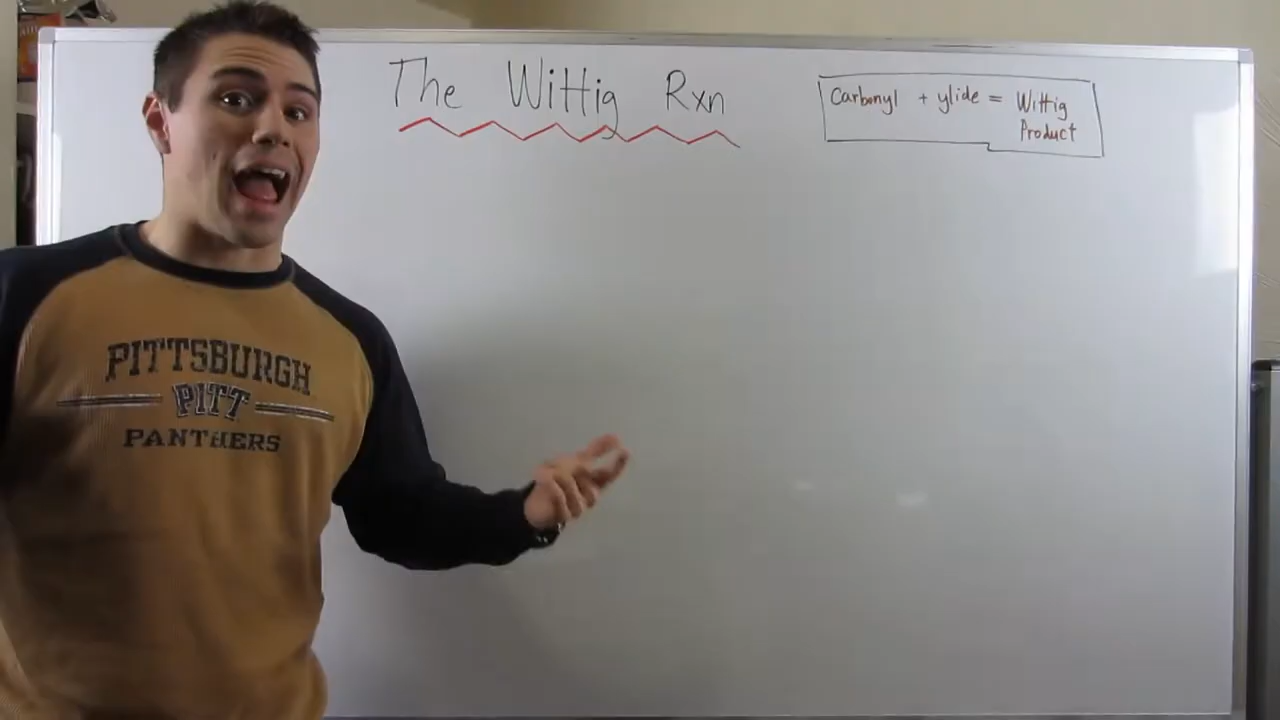 The Wittig Rxn
Carbonyl + ylide = Wittig
Product
PITTSBURGH
PITT
PANTHERS